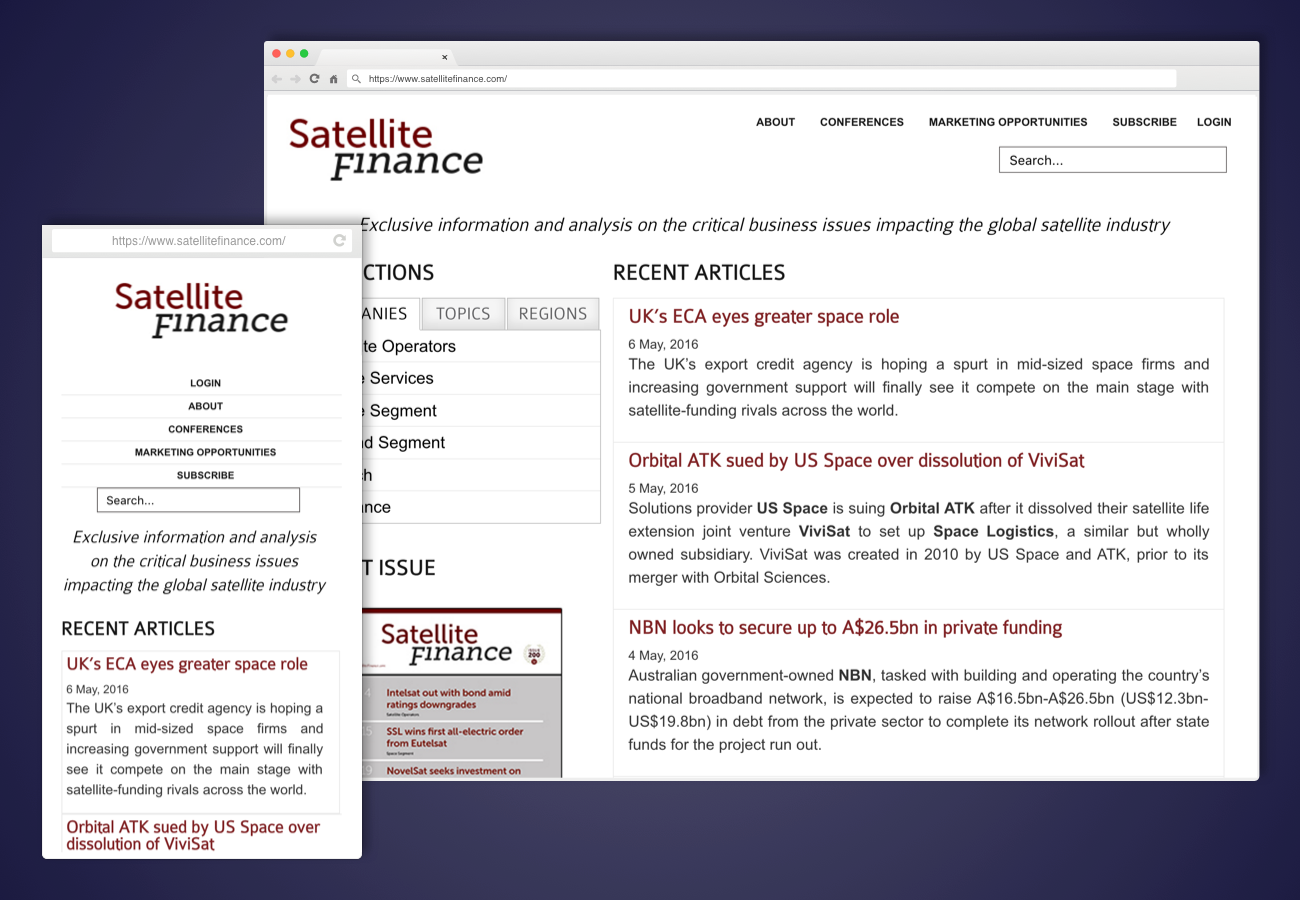 https://www.satellitefinance.com/
Satellite
Finance
ABOUT CONFERENCES MARKETING OPPORTUNITIES SUBSCRIBE LOGIN
Search...
Exclusive information and analysis on the critical business issues impacting the global satellite industry
CTIONS
ANIES TOPICS REGIONS
te Operators
Services
Segment
d Segment
h
nce
T ISSUE
Satellite
Finance
ISSUE
200
4 Intelsat out with bond amid
ratings downgrades
Satellite Operators
15 SSL wins first all-electric order
from Eutelsat
Space Segment
19 NovelSat seeks investment on
RECENT ARTICLES
UK's ECA eyes greater space role
6 May, 2016
The UK's export credit agency is hoping a spurt in mid-sized space firms and
increasing government support will finally see it compete on the main stage with
satellite-funding rivals across the world.
Orbital ATK sued by US Space over dissolution of ViviSat
5 May, 2016
Solutions provider US Space is suing Orbital ATK after it dissolved their satellite life
extension joint venture ViviSat to set up Space Logistics, a similar but wholly
owned subsidiary. ViviSat was created in 2010 by US Space and ATK, prior to its
merger with Orbital Sciences.
NBN looks to secure up to A$26.5bn in private funding
4 May, 2016
Australian government-owned NBN, tasked with building and operating the country's
national broadband network, is expected to raise A$16.5bn-A$26.5bn (US$12.3bn-
US$19.8bn) in debt from the private sector to complete its network rollout after state
funds for the project run out.
https://www.satellitefinance.com/
Satellite
Finance
LOGIN
ABOUT
CONFERENCES
MARKETING OPPORTUNITIES
SUBSCRIBE
Search...
Exclusive information and analysis
on the critical business issues
impacting the global satellite industry
RECENT ARTICLES
UK's ECA eyes greater space role
6 May, 2016
The UK's export credit agency is hoping a
spurt in mid-sized space firms and
increasing government support will finally
see it compete on the main stage with
satellite-funding rivals across the world.
Orbital ATK sued by US Space over
dissolution of ViviSat